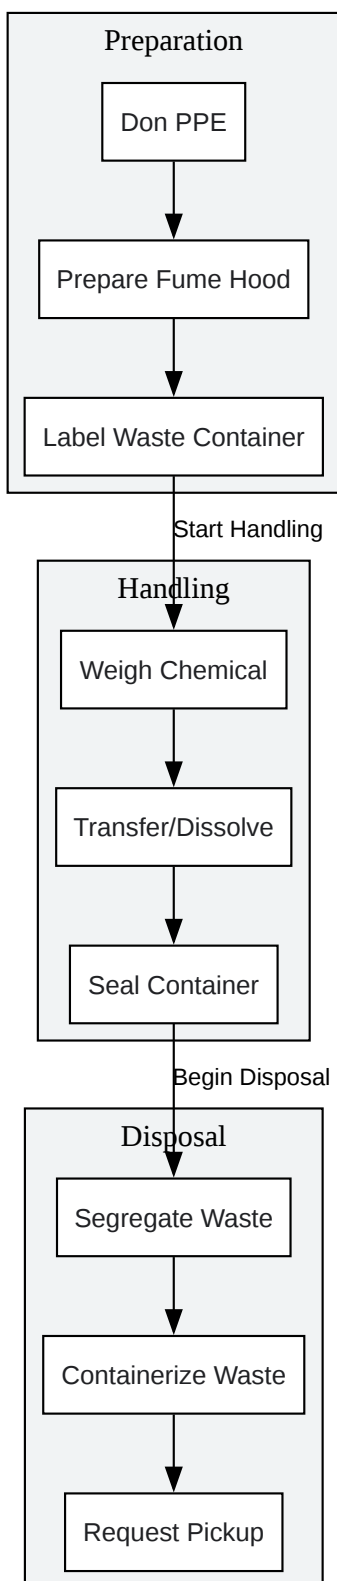 Preparation
Don PPE
Prepare Fume Hood
Label Waste Container
Start Handling
Handling
Weigh Chemical
Transfer/Dissolve
Seal Container
Begin Disposal
Disposal
Segregate Waste
Containerize Waste
Request Pickup